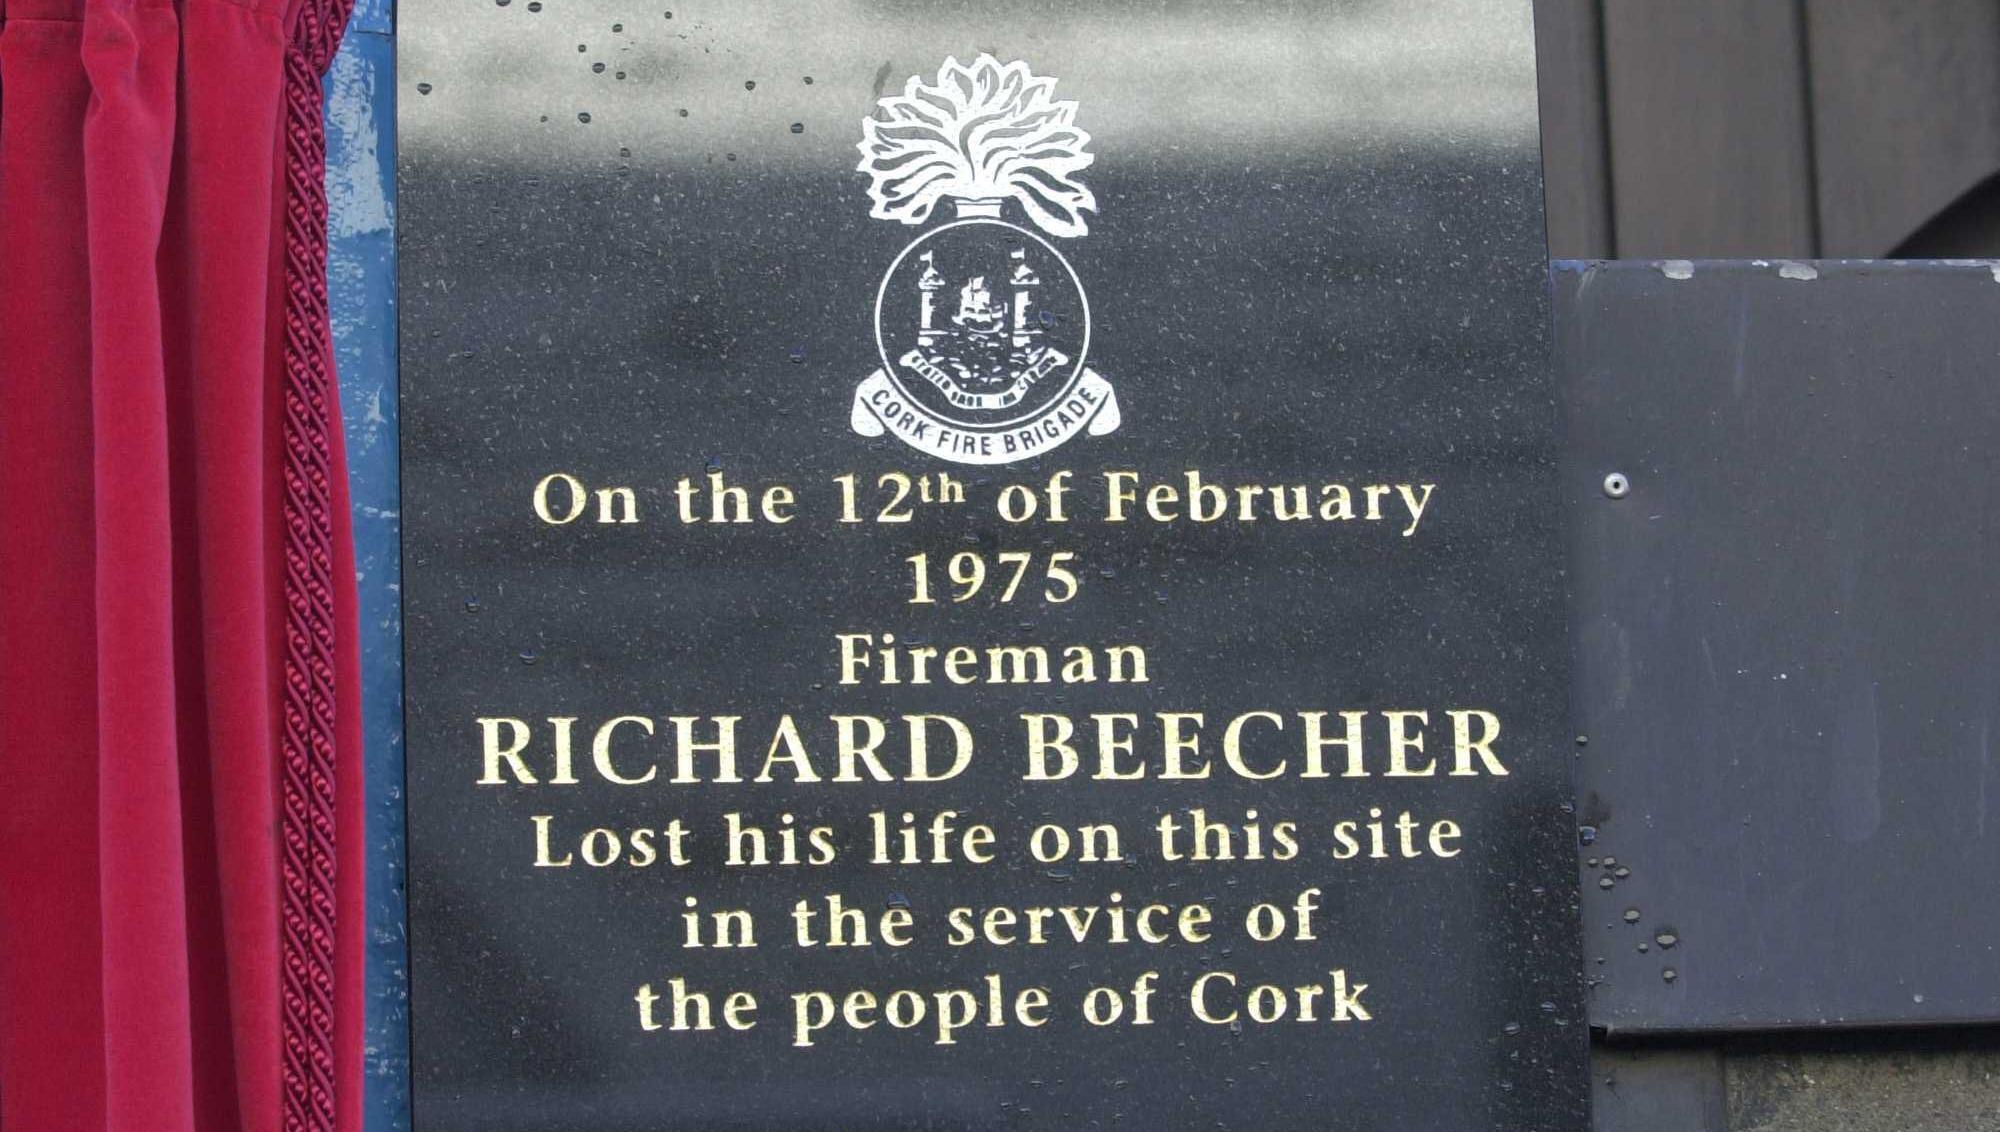 CORK FIRE BRIGADE
On the 12th of February
1975
Fireman
RICHARD BEECHER
Lost his life on this site
in the service of
the people of Cork